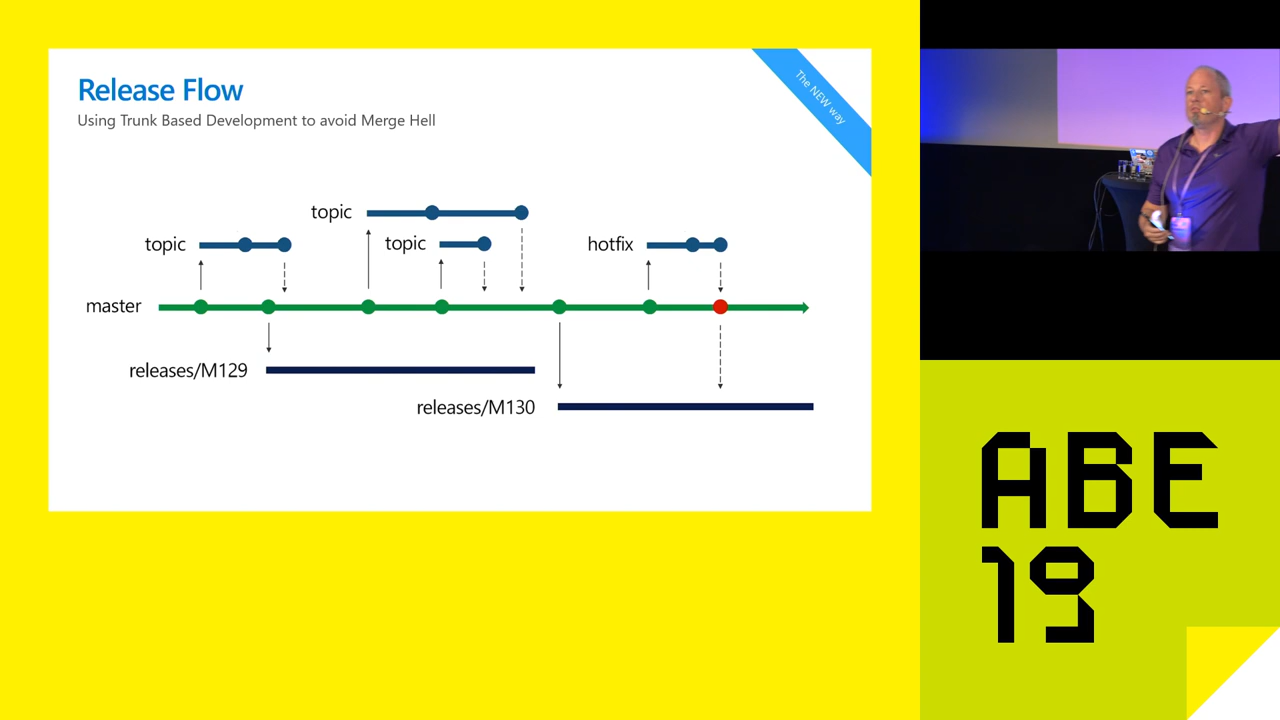 Release Flow
Using Trunk Based Development to avoid Merge Hell
The NEW way
topic
topic
topic
hotfix
master
releases/M129
releases/M130
ABE
19